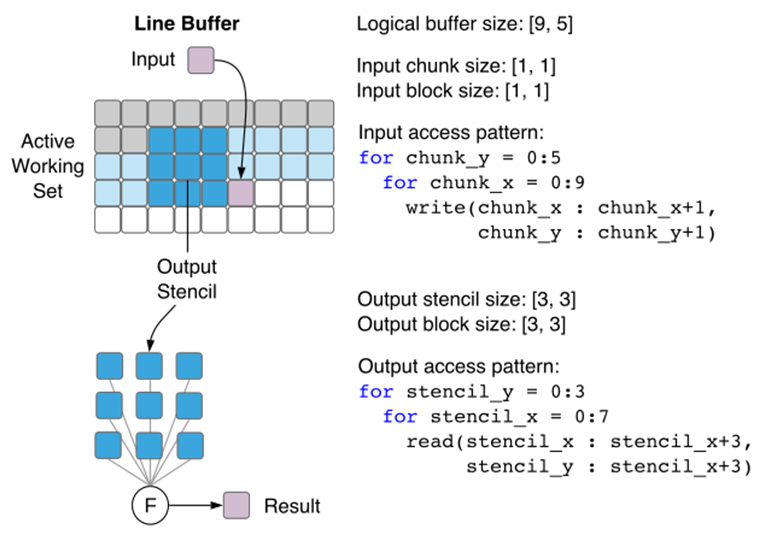 Line Buffer
Input
Active
Working
Set
Output
Stencil
F
Result
Logical buffer size: [9, 5]
Input chunk size: [1, 1]
Input block size: [1, 1]
Input access pattern:
for chunk_y = 0:5
for chunk_x = 0:9
write(chunk_x : chunk_x+1,
chunk_y : chunk_y+1)
Output stencil size: [3, 3]
Output block size: [3, 3]
Output access pattern:
for stencil_y = 0:3
for stencil_x = 0:7
read(stencil_x : stencil_x+3,
stencil_y : stencil_x+3)